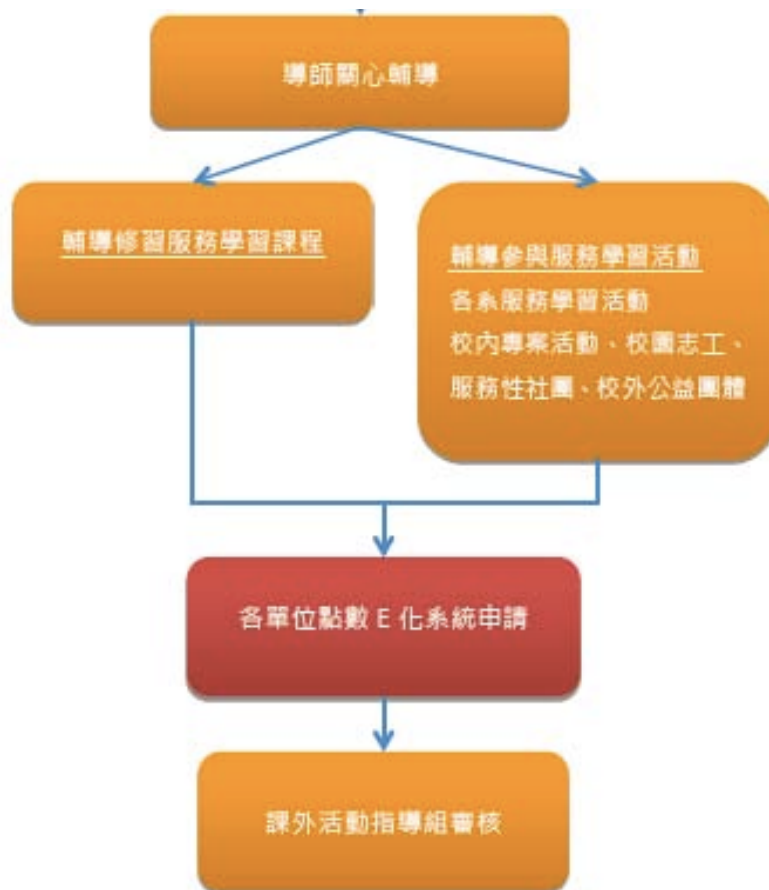 導師關心輔導
輔導修習服務學習課程
輔導參與服務學習活動
各系服務學習活動
校內專案活動、校園志工、
服務性社團、校外公益團體
各單位點數 E 化系統申請
課外活動指導組審核